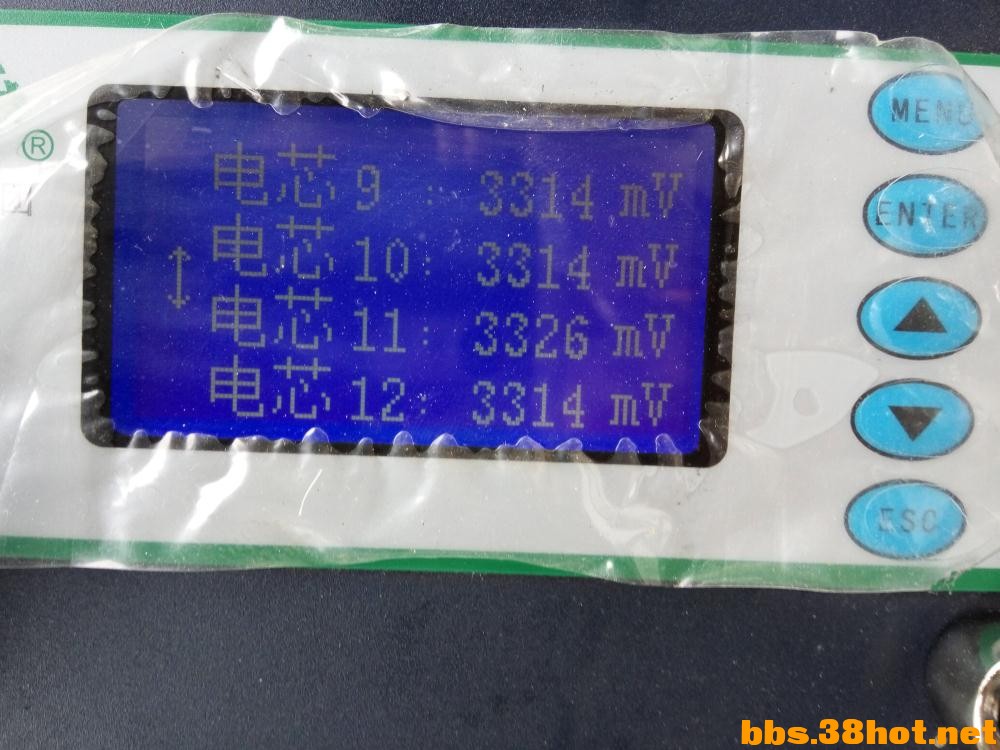 ®
电芯9 : 3314 mV
电芯10: 3314 mV
↕
电芯11: 3326 mV
电芯12: 3314 mV
MENU
ENTER
▲
▼
ESC
bbs.38hot.net